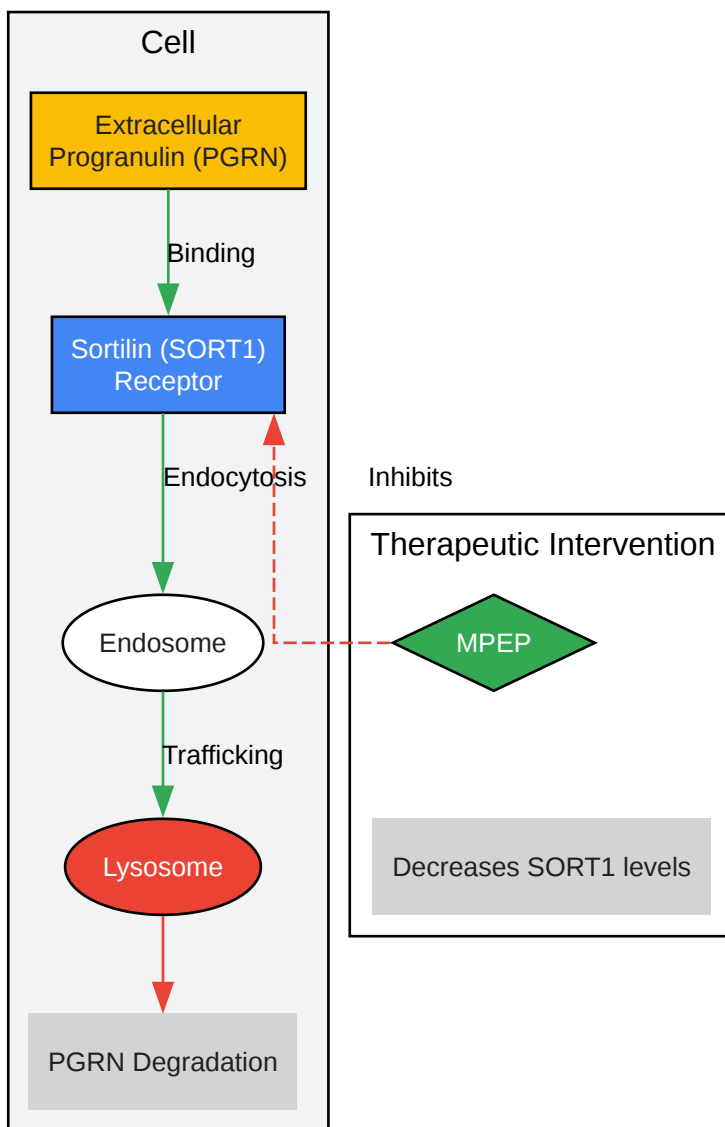 Cell
Extracellular
Progranulin (PGRN)
Binding
Sortilin (SORT1)
Receptor
Endocytosis
Inhibits
Therapeutic Intervention
Endosome
MPEP
Trafficking
Lysosome
Decreases SORT1 levels
PGRN Degradation